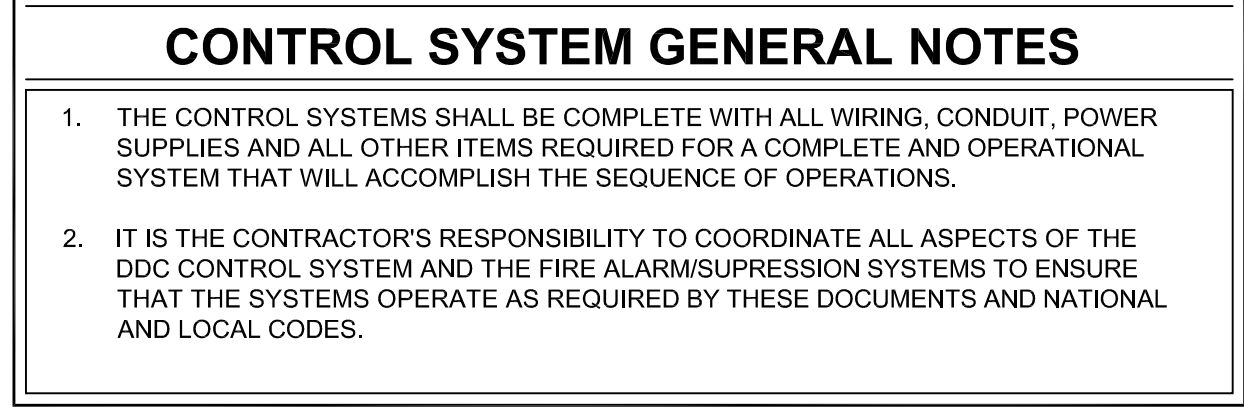 CONTROL SYSTEM GENERAL NOTES
1. THE CONTROL SYSTEMS SHALL BE COMPLETE WITH ALL WIRING, CONDUIT, POWER
SUPPLIES AND ALL OTHER ITEMS REQUIRED FOR A COMPLETE AND OPERATIONAL
SYSTEM THAT WILL ACCOMPLISH THE SEQUENCE OF OPERATIONS.
2. IT IS THE CONTRACTOR'S RESPONSIBILITY TO COORDINATE ALL ASPECTS OF THE
DDC CONTROL SYSTEM AND THE FIRE ALARM/SUPRESSION SYSTEMS TO ENSURE
THAT THE SYSTEMS OPERATE AS REQUIRED BY THESE DOCUMENTS AND NATIONAL
AND LOCAL CODES.